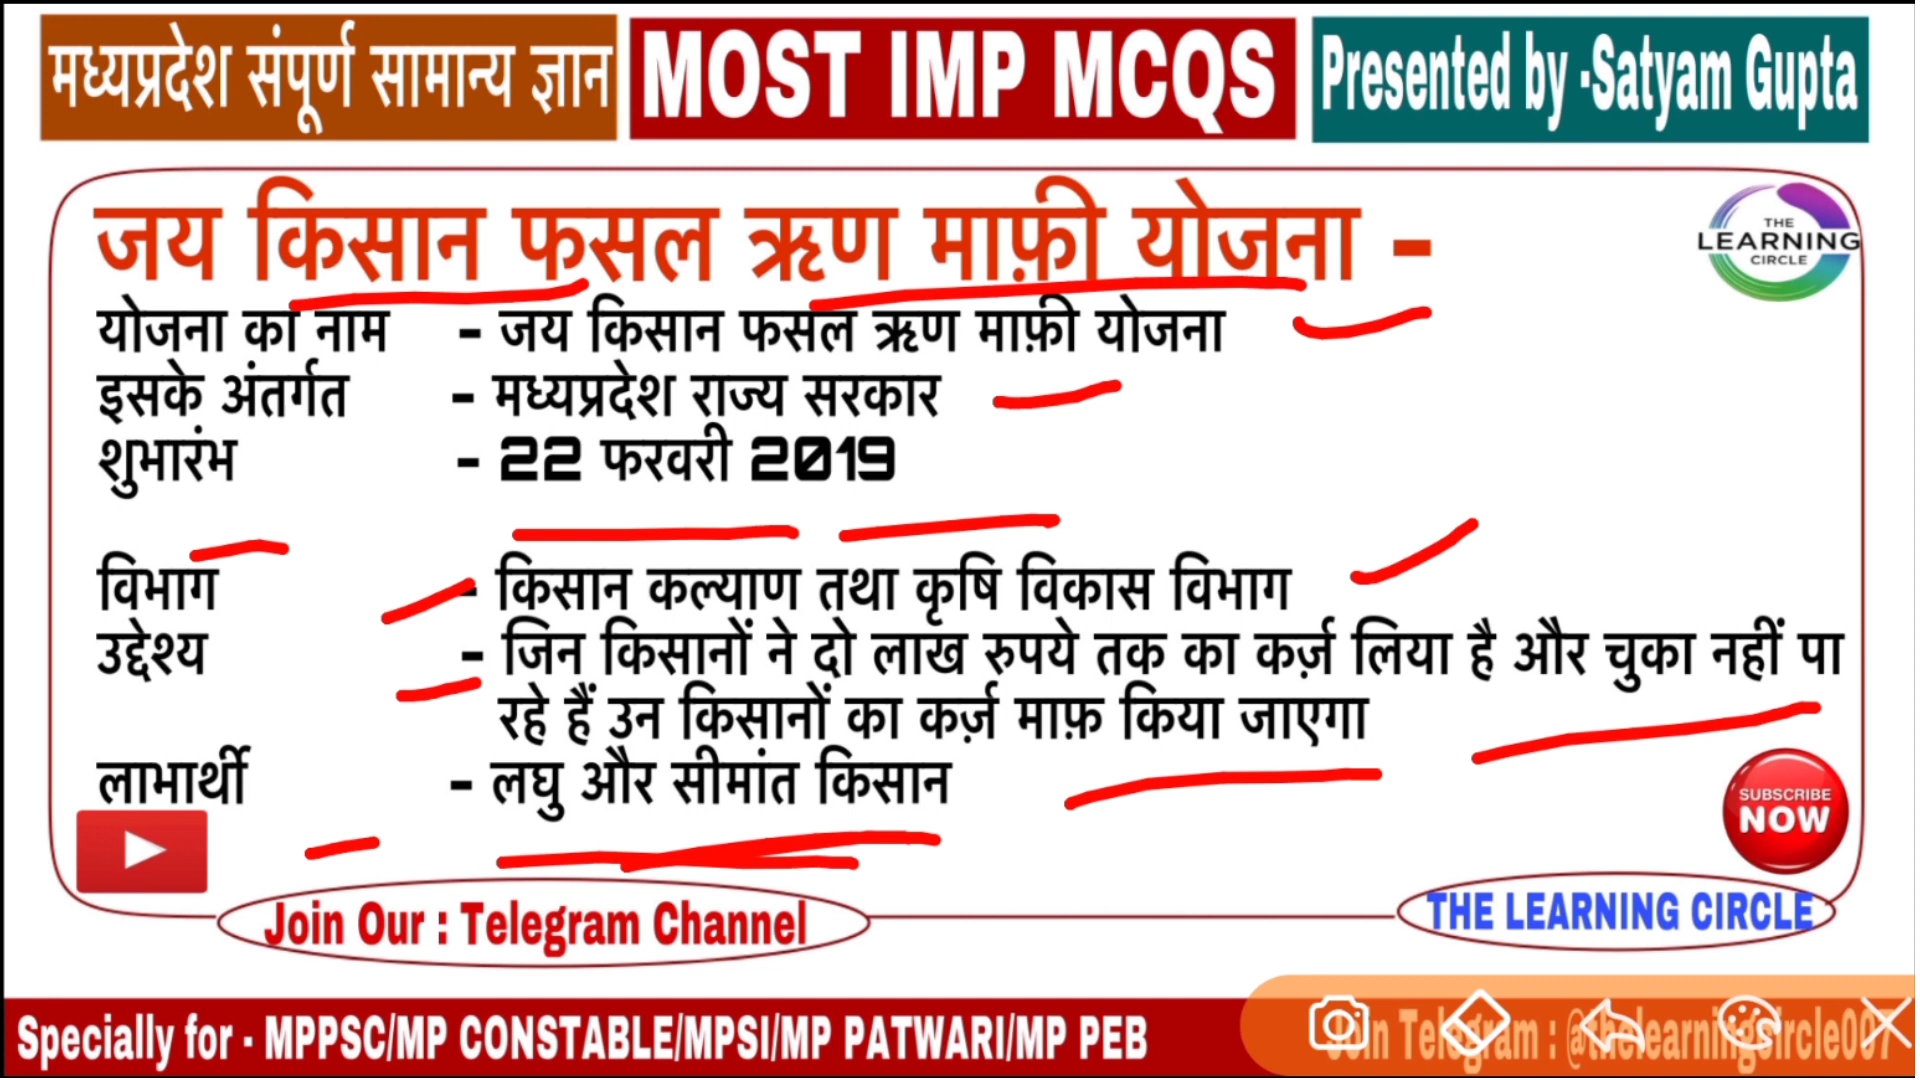 मध्यप्रदेश संपूर्ण सामान्य ज्ञान
MOST IMP MCQS
Presented by -Satyam Gupta
जय किसान फसल ऋण माफ़ी योजना -
THE
LEARNING
CIRCLE
योजना का नाम - जय किसान फसल ऋण माफ़ी योजना
इसके अंतर्गत - मध्यप्रदेश राज्य सरकार
शुभारंभ - 22 फरवरी 2019
विभाग - किसान कल्याण तथा कृषि विकास विभाग
उद्देश्य - जिन किसानों ने दो लाख रुपये तक का कर्ज़ लिया है और चुका नहीं पा
रहे हैं उन किसानों का कर्ज़ माफ़ किया जाएगा
लाभार्थी - लघु और सीमांत किसान
SUBSCRIBE
NOW
Join Our : Telegram Channel
THE LEARNING CIRCLE
Specially for - MPPSC/MP CONSTABLE/MPSI/MP PATWARI/MP PEB
Join Telegram : @thelearningcircle007